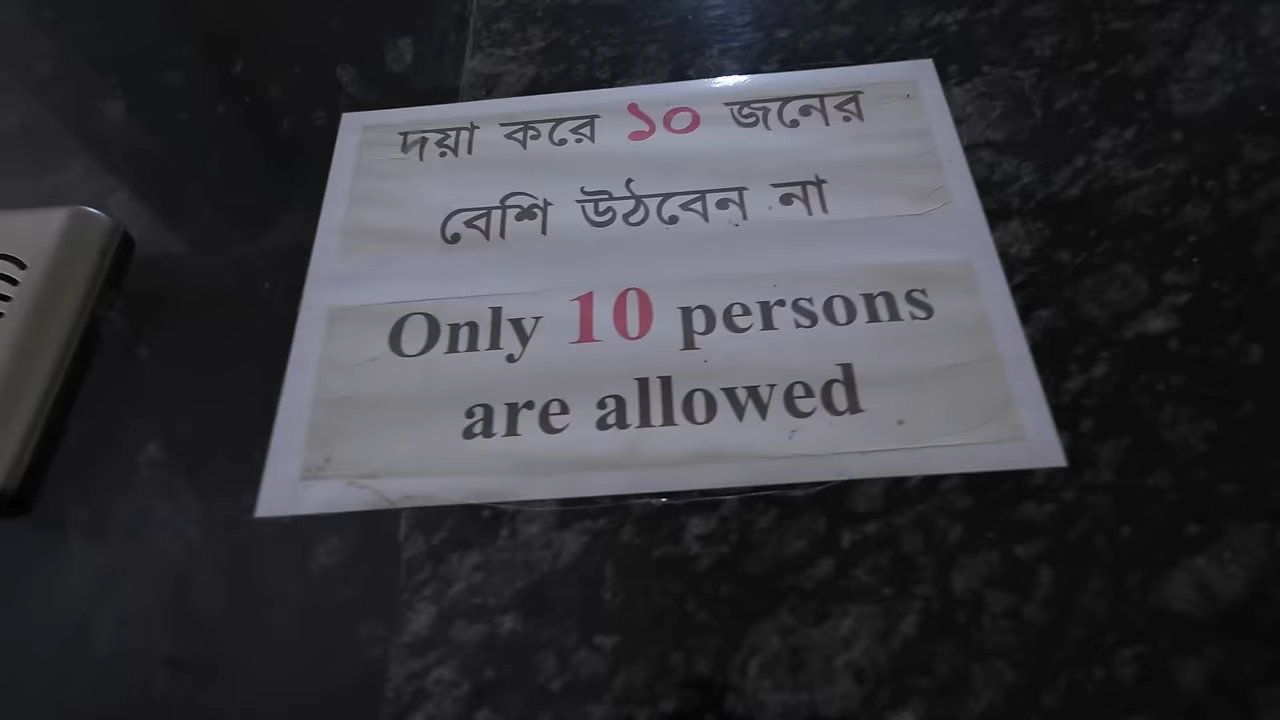 দয়া করে ১০ জনের
বেশি উঠবেন না
Only 10 persons
are allowed